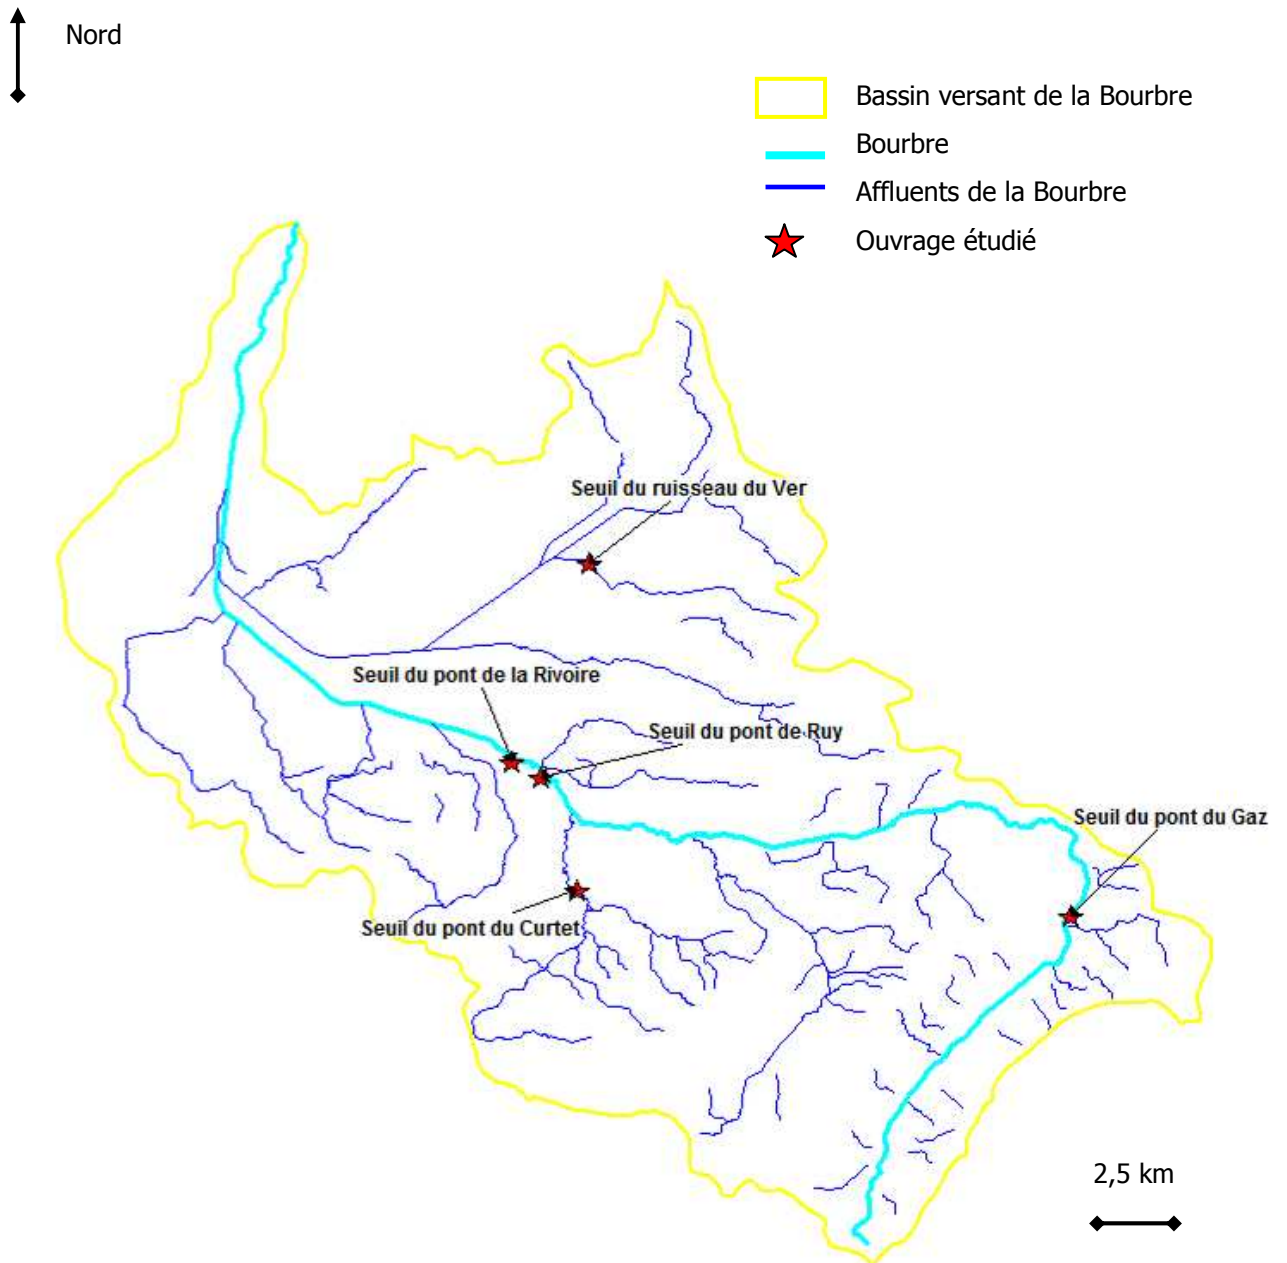 Nord
Bassin versant de la Bourbre
Bourbre
Affluents de la Bourbre
Ouvrage étudié
Seuil du ruisseau du Ver
Seuil du pont de la Rivoire
Seuil du pont de Ruy
Seuil du pont du Gaz
Seuil du pont du Curtet
2,5 km